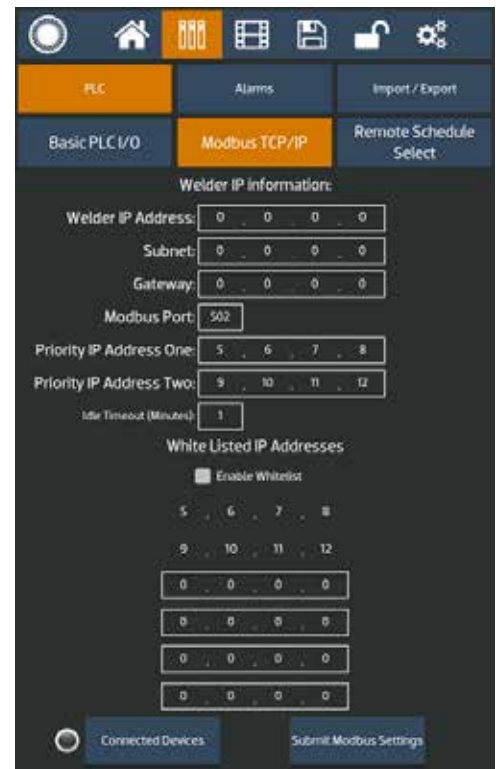 PLC Alarms Import / Export
Basic PLC I/O Modbus TCP/IP Remote Schedule Select
Welder IP information:
Welder IP Address: 0 . 0 . 0 . 0
Subnet: 0 . 0 . 0 . 0
Gateway: 0 . 0 . 0 . 0
Modbus Port: 502
Priority IP Address One: 5 . 6 . 7 . 8
Priority IP Address Two: 9 . 10 . 11 . 12
Idle Timeout (Minutes): 1
White Listed IP Addresses
Enable Whitelist
5 . 6 . 7 . 8
9 . 10 . 11 . 12
0 . 0 . 0 . 0
0 . 0 . 0 . 0
0 . 0 . 0 . 0
0 . 0 . 0 . 0
Connected Devices Submit Modbus Settings